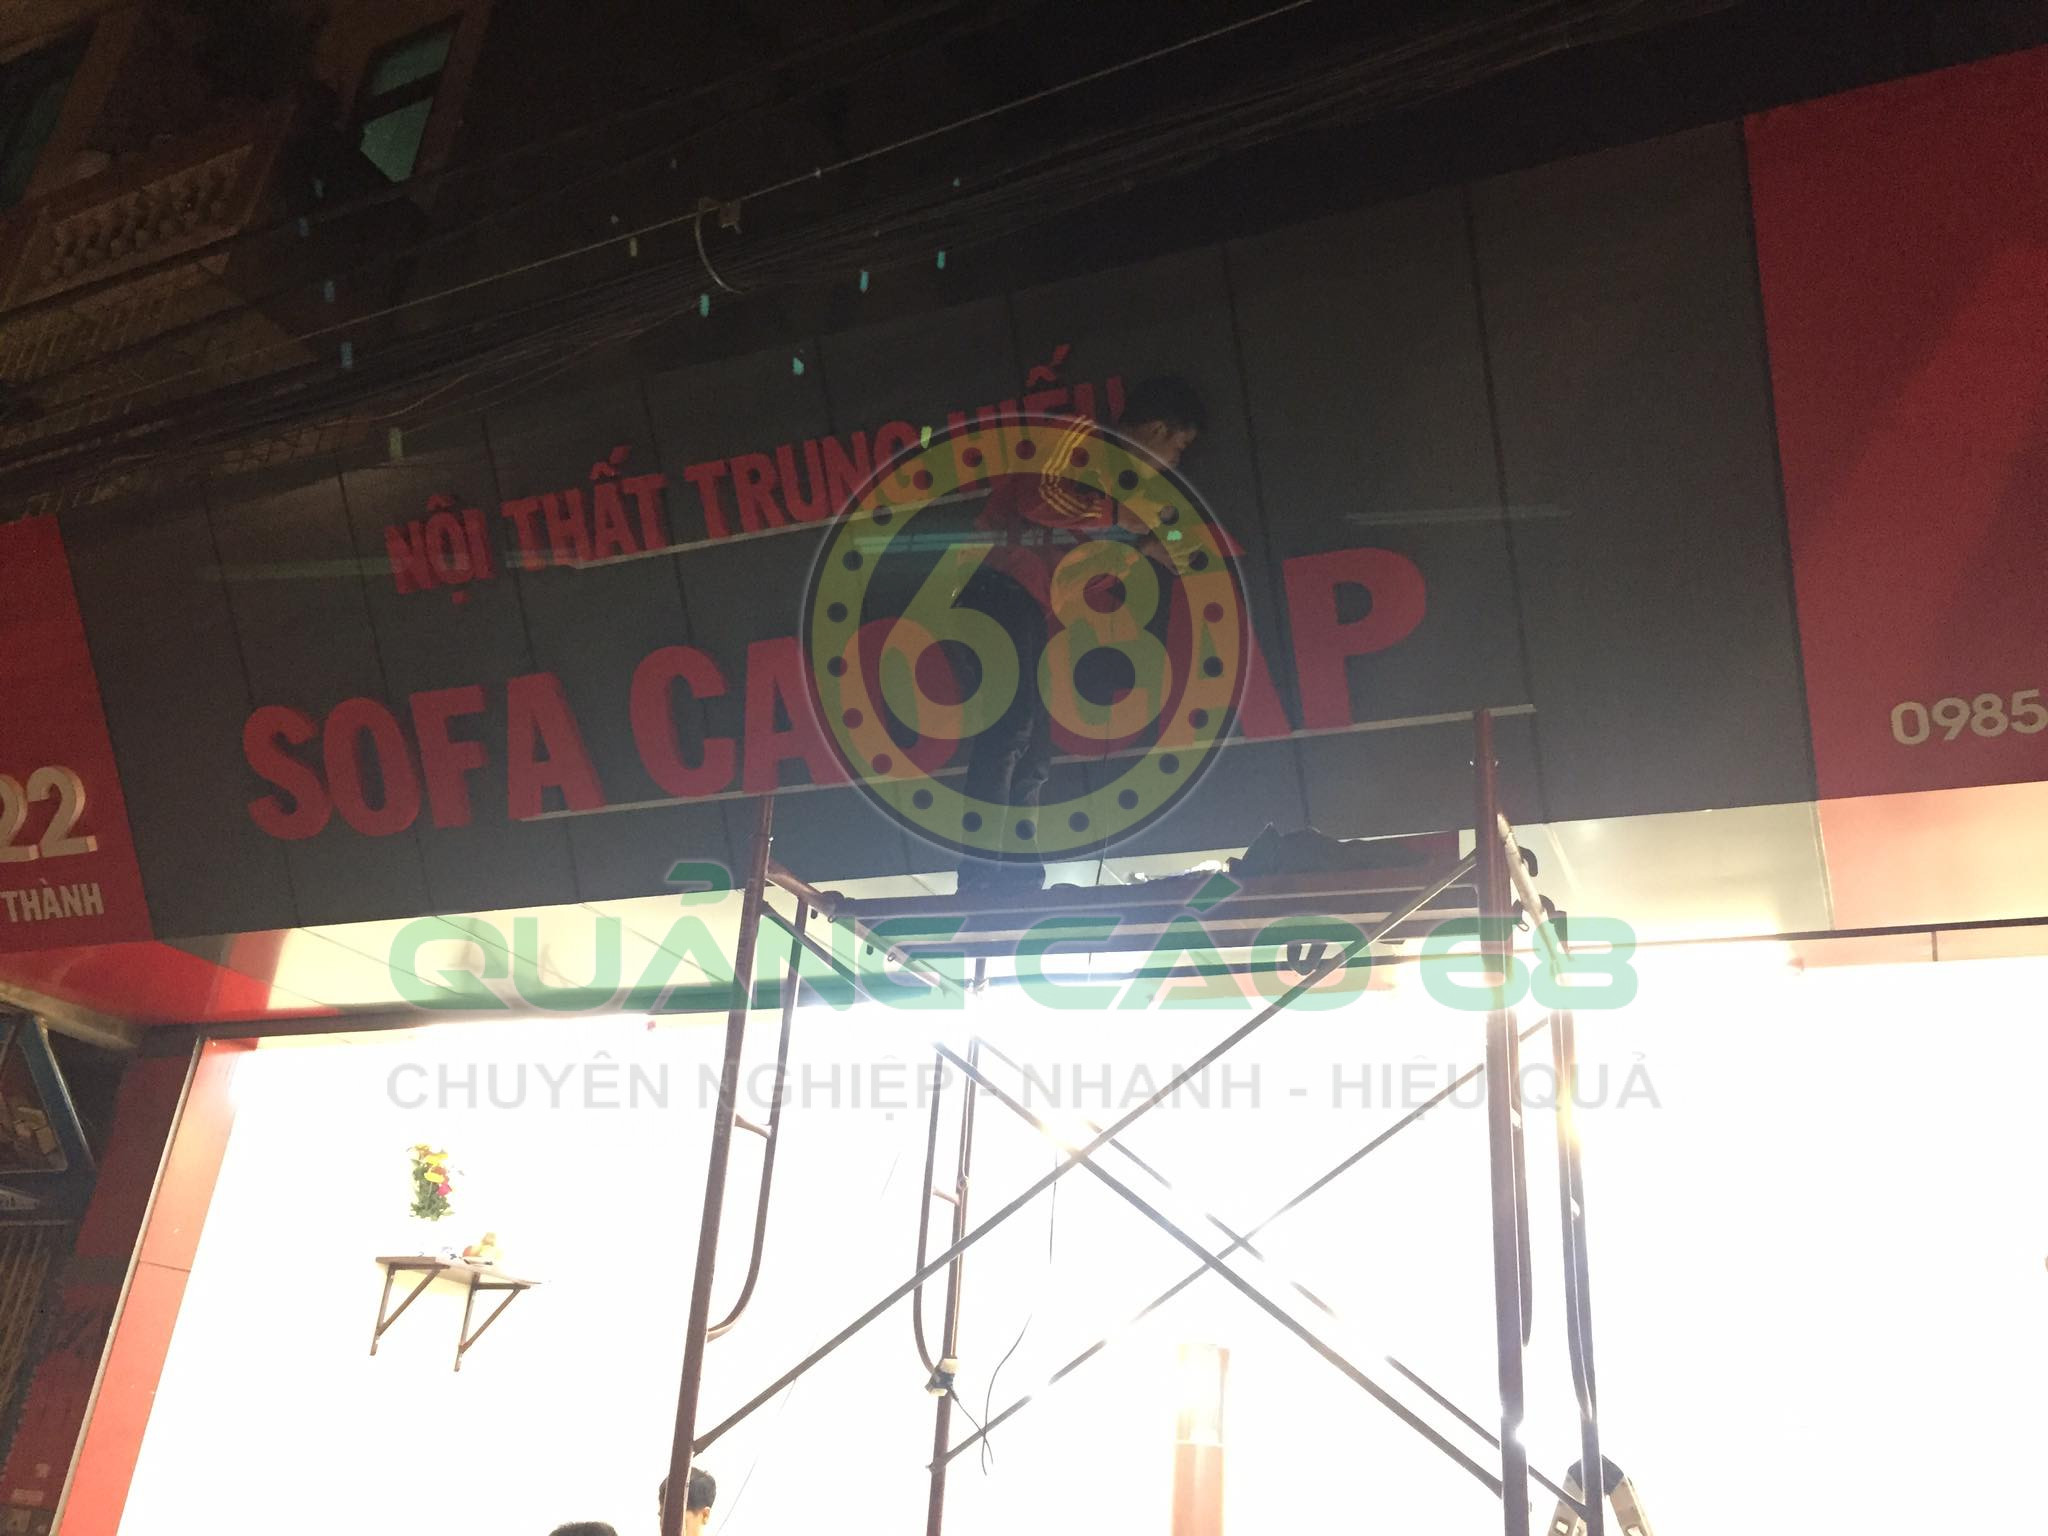 NỘI THẤT TRUNG HIẾU
SOFA CAO CẤP
22
THÀNH
0985
68
QUẢNG CÁO 68
CHUYÊN NGHIỆP - NHANH - HIỆU QUẢ